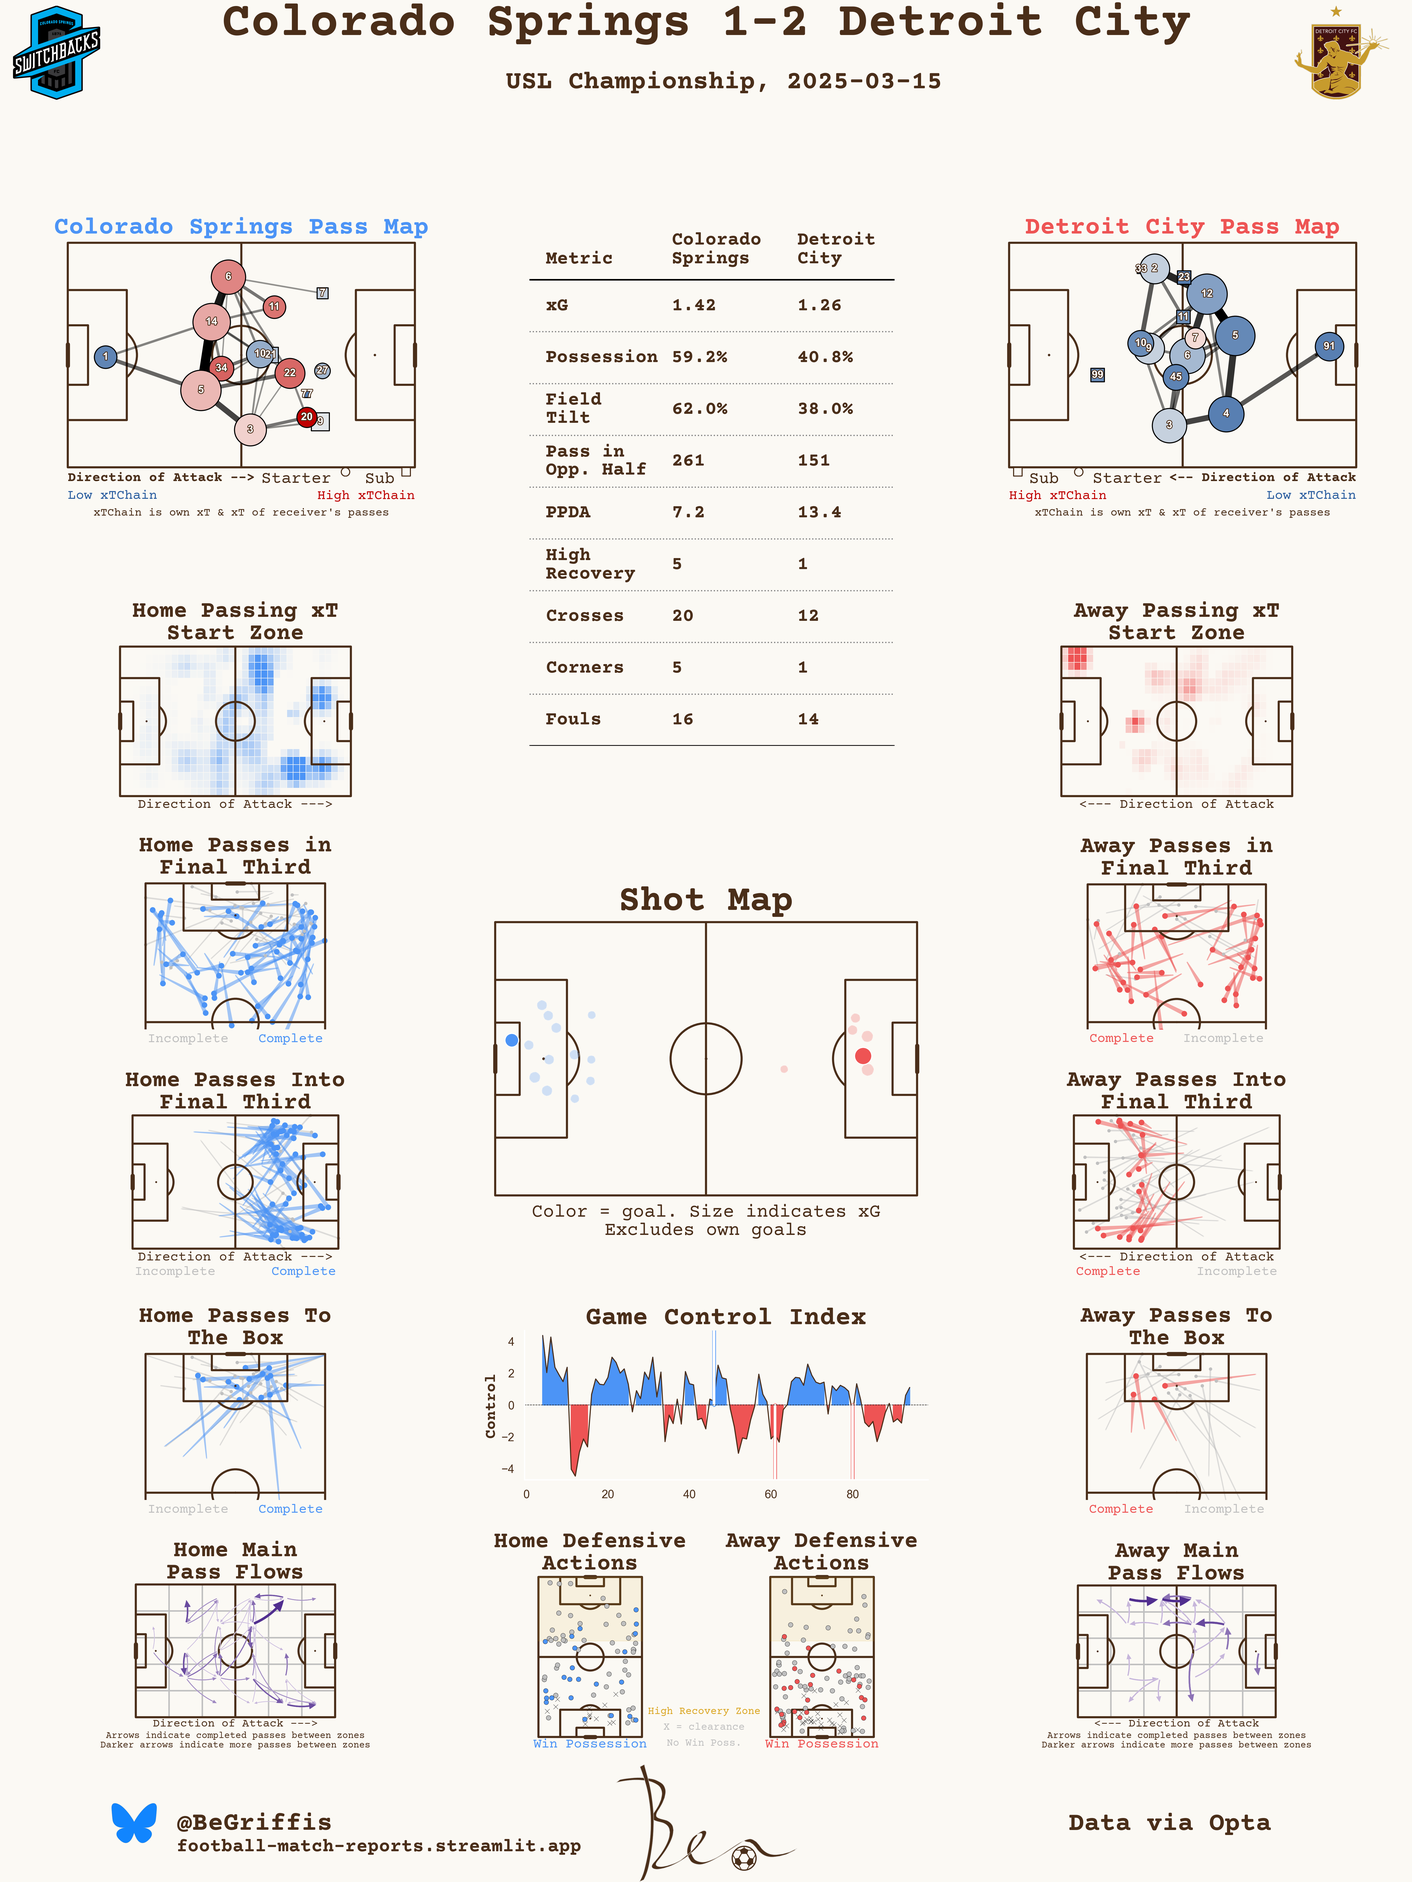 Colorado Springs 1-2 Detroit City
USL Championship, 2025-03-15
COLORADO SPRINGS
SWITCHBACKS
DETROIT CITY FC
Colorado Springs Pass Map
6
7
11
14
1
10
21
34
22
27
5
77
20
9
3
Direction of Attack --> Starter Sub
Low xTChain High xTChain
xTChain is own xT & xT of receiver's passes
Metric Colorado Springs Detroit City
xG 1.42 1.26
Possession 59.2% 40.8%
Field Tilt 62.0% 38.0%
Pass in Opp. Half 261 151
PPDA 7.2 13.4
High Recovery 5 1
Crosses 20 12
Corners 5 1
Fouls 16 14
Detroit City Pass Map
33 2
23
12
11
5
7
10
9
6
91
99
45
4
3
Sub Starter <-- Direction of Attack
High xTChain Low xTChain
xTChain is own xT & xT of receiver's passes
Home Passing xT
Start Zone
Direction of Attack --->
Away Passing xT
Start Zone
<--- Direction of Attack
Home Passes in
Final Third
Incomplete Complete
Away Passes in
Final Third
Complete Incomplete
Shot Map
Color = goal. Size indicates xG
Excludes own goals
Home Passes Into
Final Third
Direction of Attack --->
Incomplete Complete
Away Passes Into
Final Third
<--- Direction of Attack
Complete Incomplete
Home Passes To
The Box
Incomplete Complete
Game Control Index
Control
4
2
0
−2
−4
0 20 40 60 80
Away Passes To
The Box
Complete Incomplete
Home Main
Pass Flows
Direction of Attack --->
Arrows indicate completed passes between zones
Darker arrows indicate more passes between zones
Home Defensive
Actions
Win Possession
High Recovery Zone
X = clearance
No Win Poss.
Away Defensive
Actions
Win Possession
Away Main
Pass Flows
<--- Direction of Attack
Arrows indicate completed passes between zones
Darker arrows indicate more passes between zones
@BeGriffis
football-match-reports.streamlit.app
Ben
Data via Opta